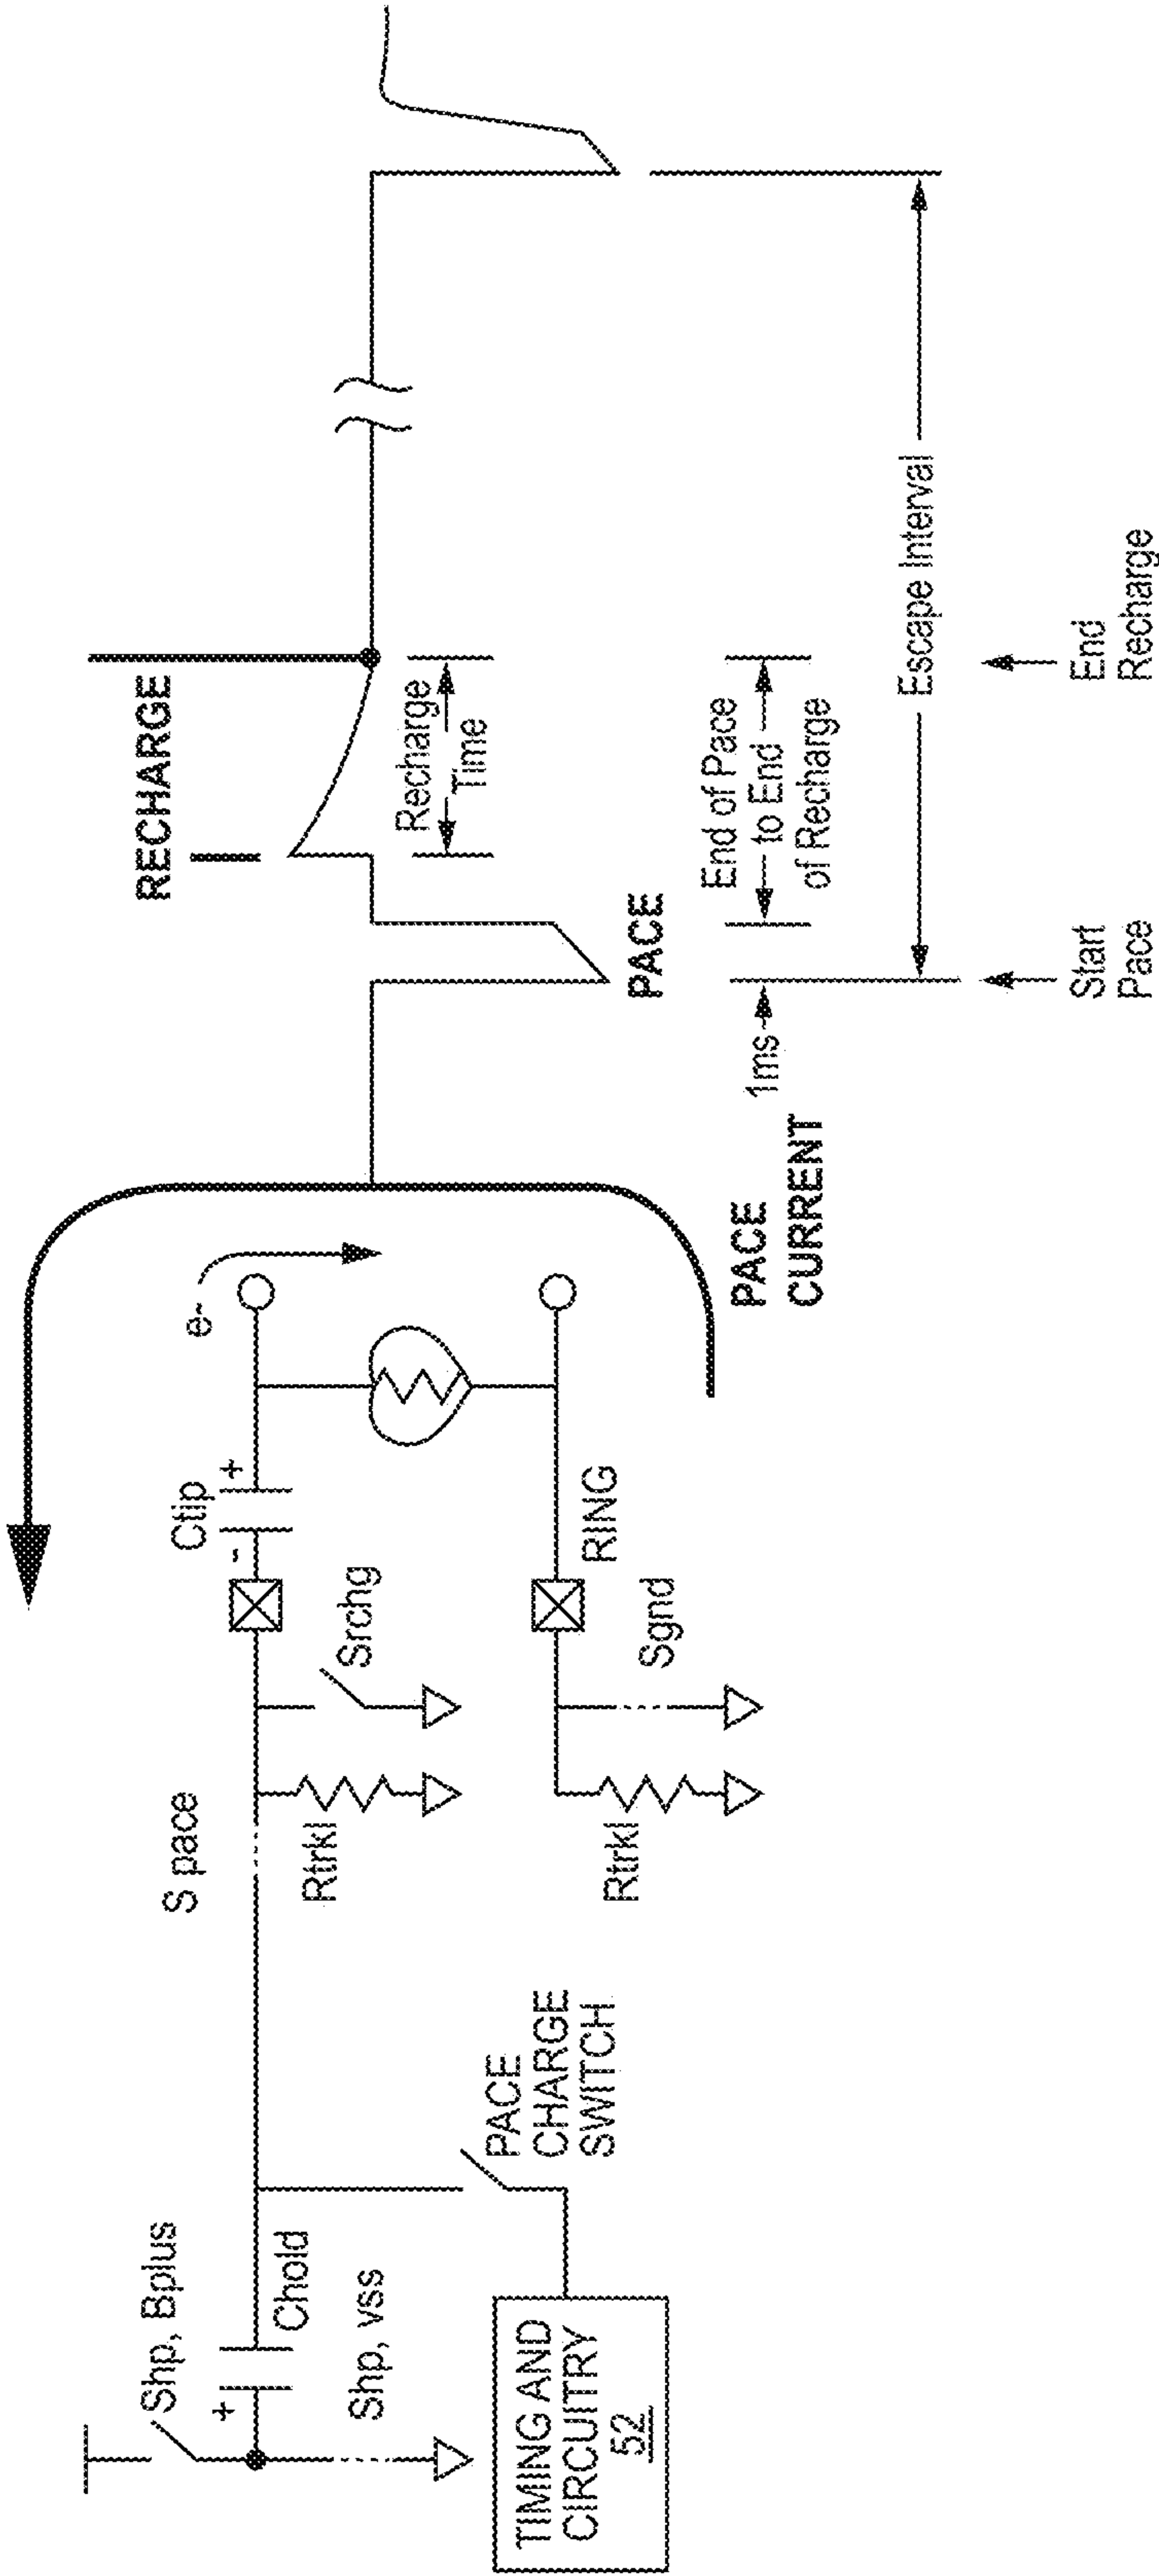 Shp, Bplus
+
Chold
Shp, vss
TIMING AND
CIRCUITRY
52
PACE
CHARGE
SWITCH
S pace
Rtrkl
Srchg
Rtrkl
Sgnd
Ctip
- +
RING
e-
PACE
CURRENT
RECHARGE
Recharge
Time
PACE
1ms
End of Pace
to End
of Recharge
Escape Interval
Start
Pace
End
Recharge